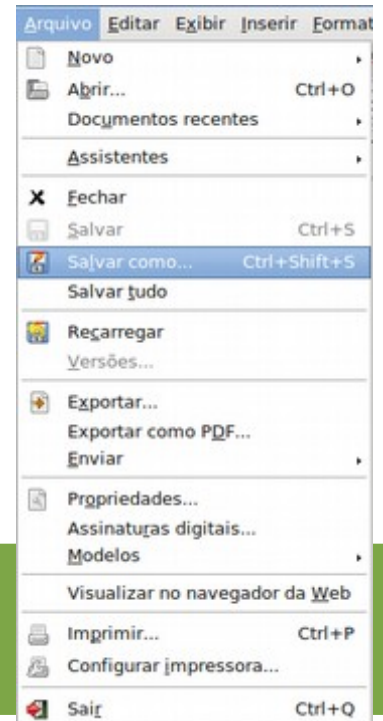 Arquivo Editar Exibir Inserir Format
Novo
Abrir... Ctrl+O
Documentos recentes
Assistentes
Fechar
Salvar Ctrl+S
Salvar como... Ctrl+Shift+S
Salvar tudo
Recarregar
Versões...
Exportar...
Exportar como PDF...
Enviar
Propriedades...
Assinaturas digitais...
Modelos
Visualizar no navegador da Web
Imprimir... Ctrl+P
Configurar impressora...
Sair Ctrl+Q